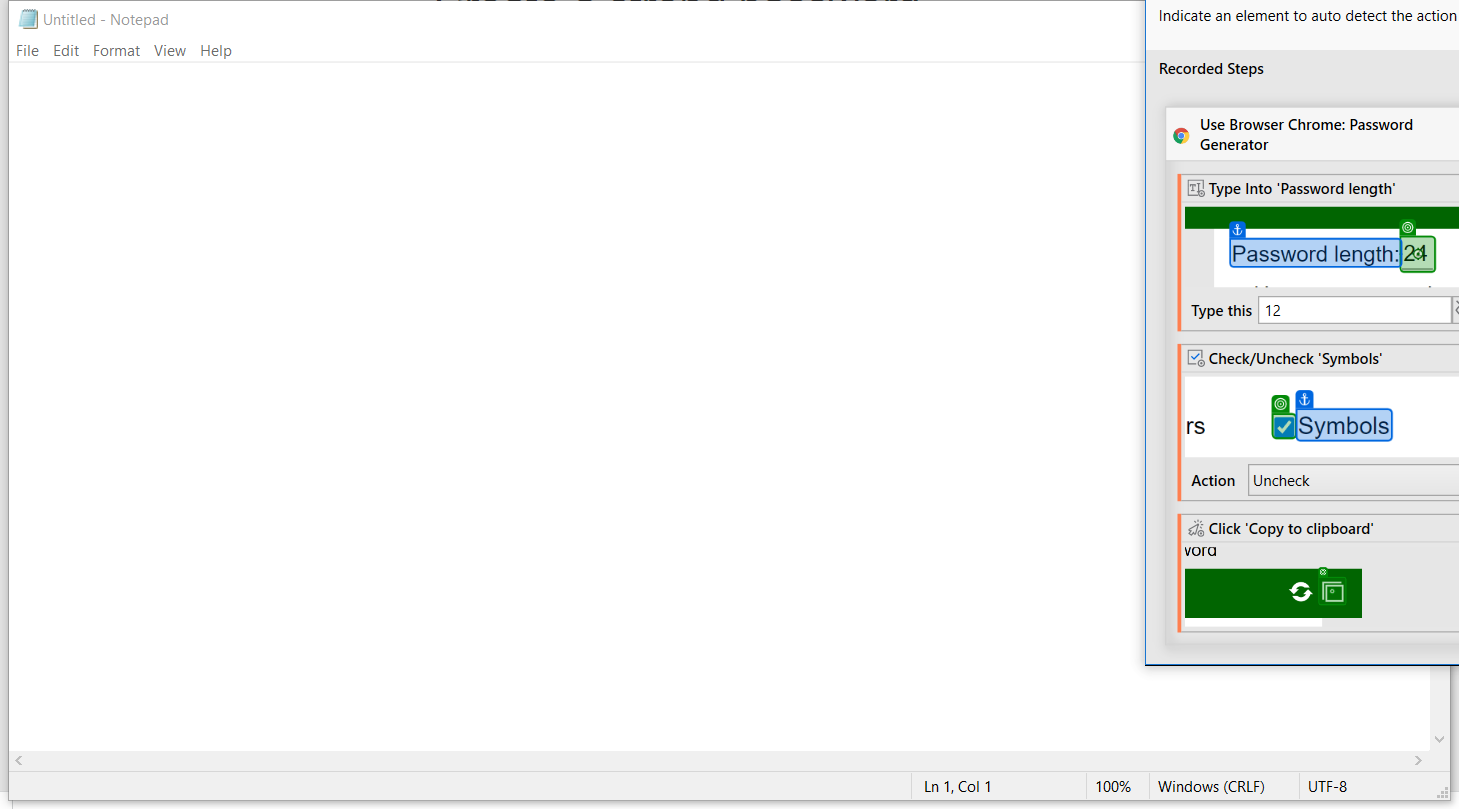 Untitled - Notepad
File Edit Format View Help
Ln 1, Col 1 100% Windows (CRLF) UTF-8
Indicate an element to auto detect the action
Recorded Steps
Use Browser Chrome: Password
Generator
Type Into 'Password length'
Password length: 24
Type this 12
Check/Uncheck 'Symbols'
rs Symbols
Action Uncheck
Click 'Copy to clipboard'
word